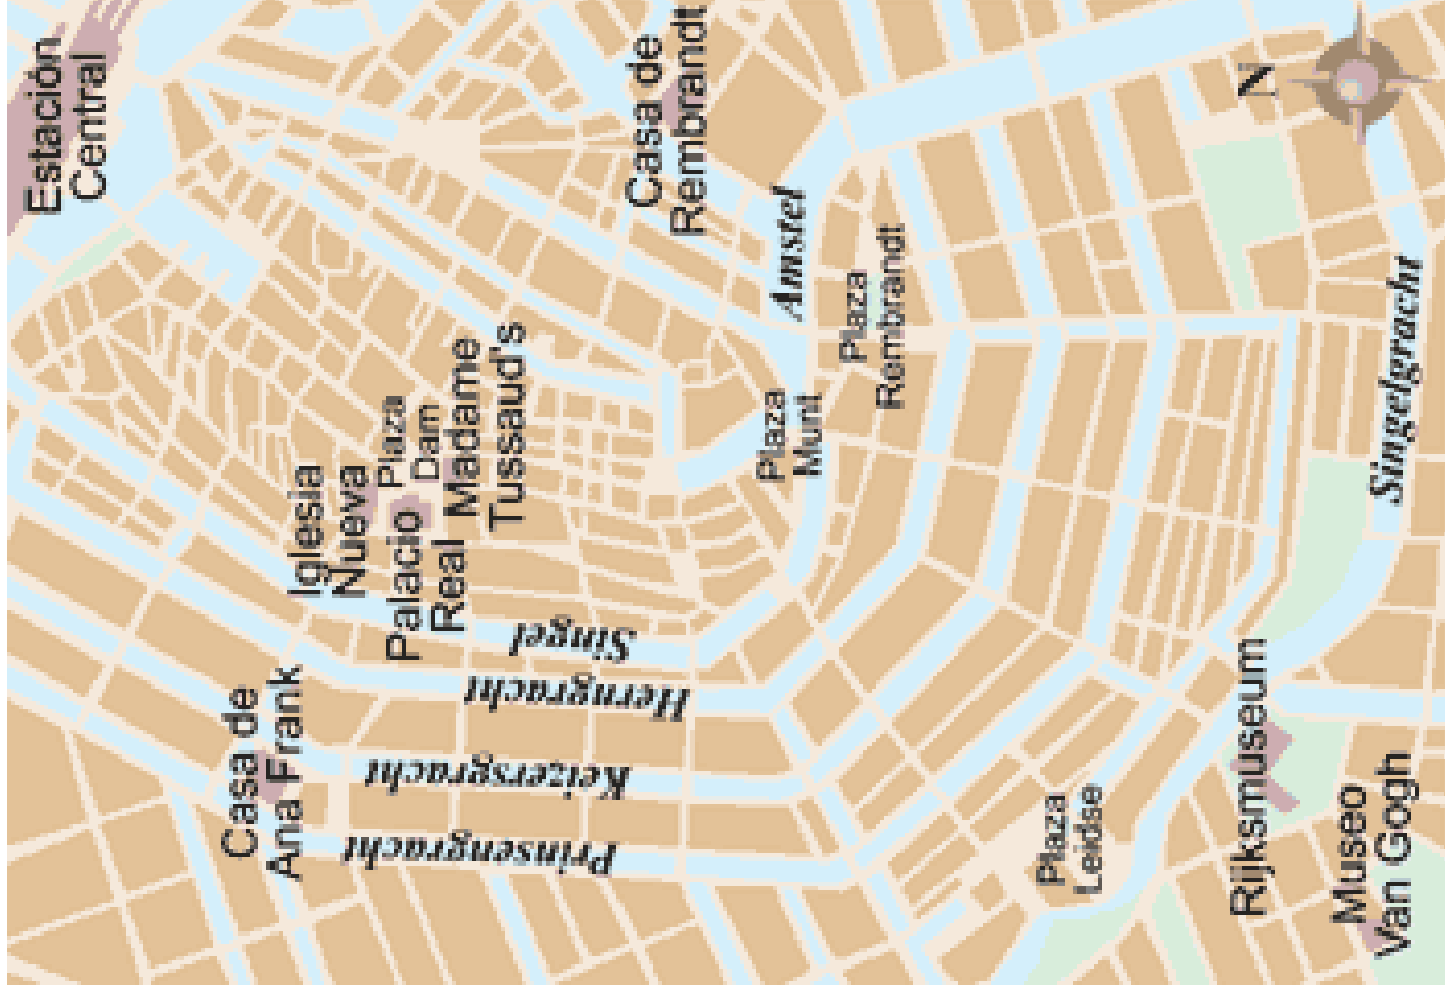 Estación
Central
Casa de
Rembrandt
N
Amstel
Plaza
Rembrandt
Plaza
Munt
Iglesia
Nueva
Plaza
Dam
Madame
Tussaud's
Palacio
Real
Singel
Herngracht
Keizersgracht
Prinsengracht
Casa de
Ana Frank
Singelgracht
Plaza
Leidse
Rijksmuseum
Museo
Van Gogh